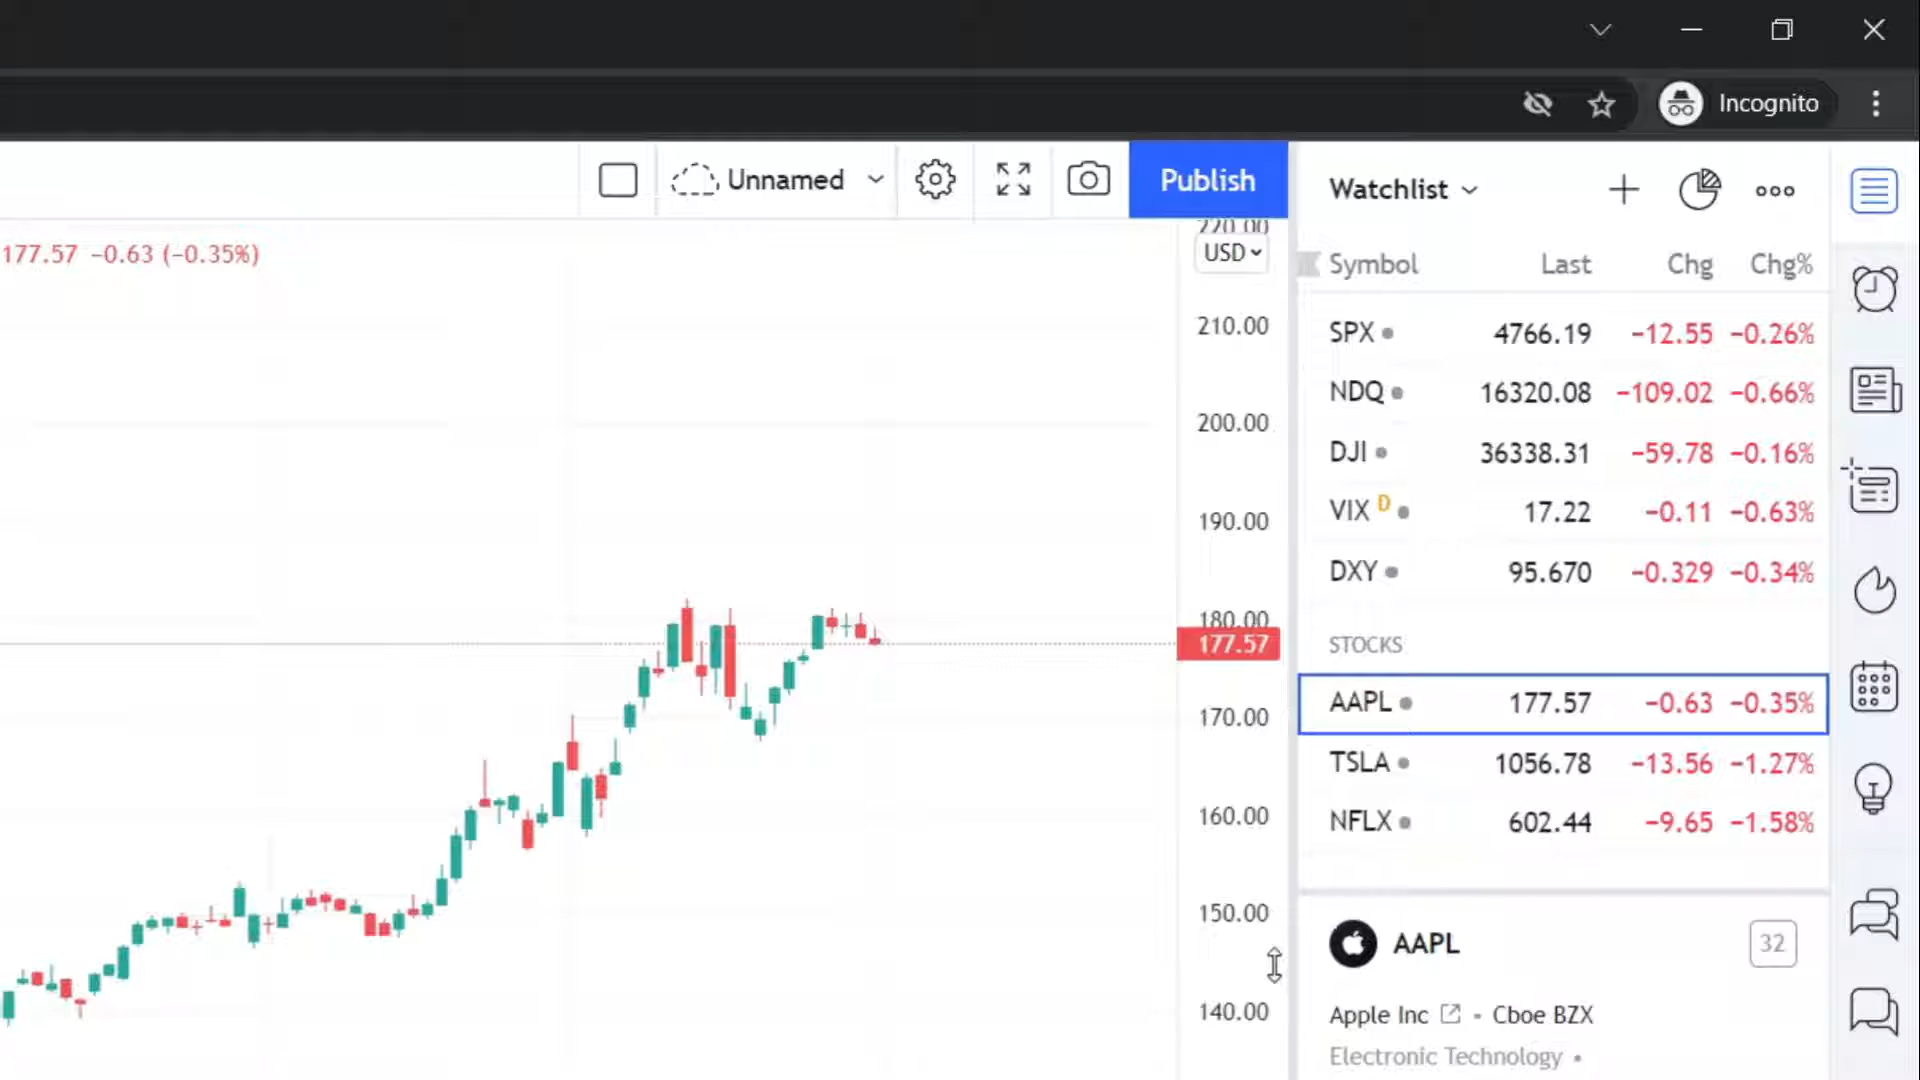 Incognito
Unnamed
Publish
Watchlist
177.57 −0.63 (−0.35%)
220.00
USD
210.00
200.00
190.00
180.00
177.57
170.00
160.00
150.00
140.00
Symbol Last Chg Chg%
SPX 4766.19 −12.55 −0.26%
NDQ 16320.08 −109.02 −0.66%
DJI 36338.31 −59.78 −0.16%
VIX D 17.22 −0.11 −0.63%
DXY 95.670 −0.329 −0.34%
STOCKS
AAPL 177.57 −0.63 −0.35%
TSLA 1056.78 −13.56 −1.27%
NFLX 602.44 −9.65 −1.58%
AAPL 32
Apple Inc • Cboe BZX
Electronic Technology •